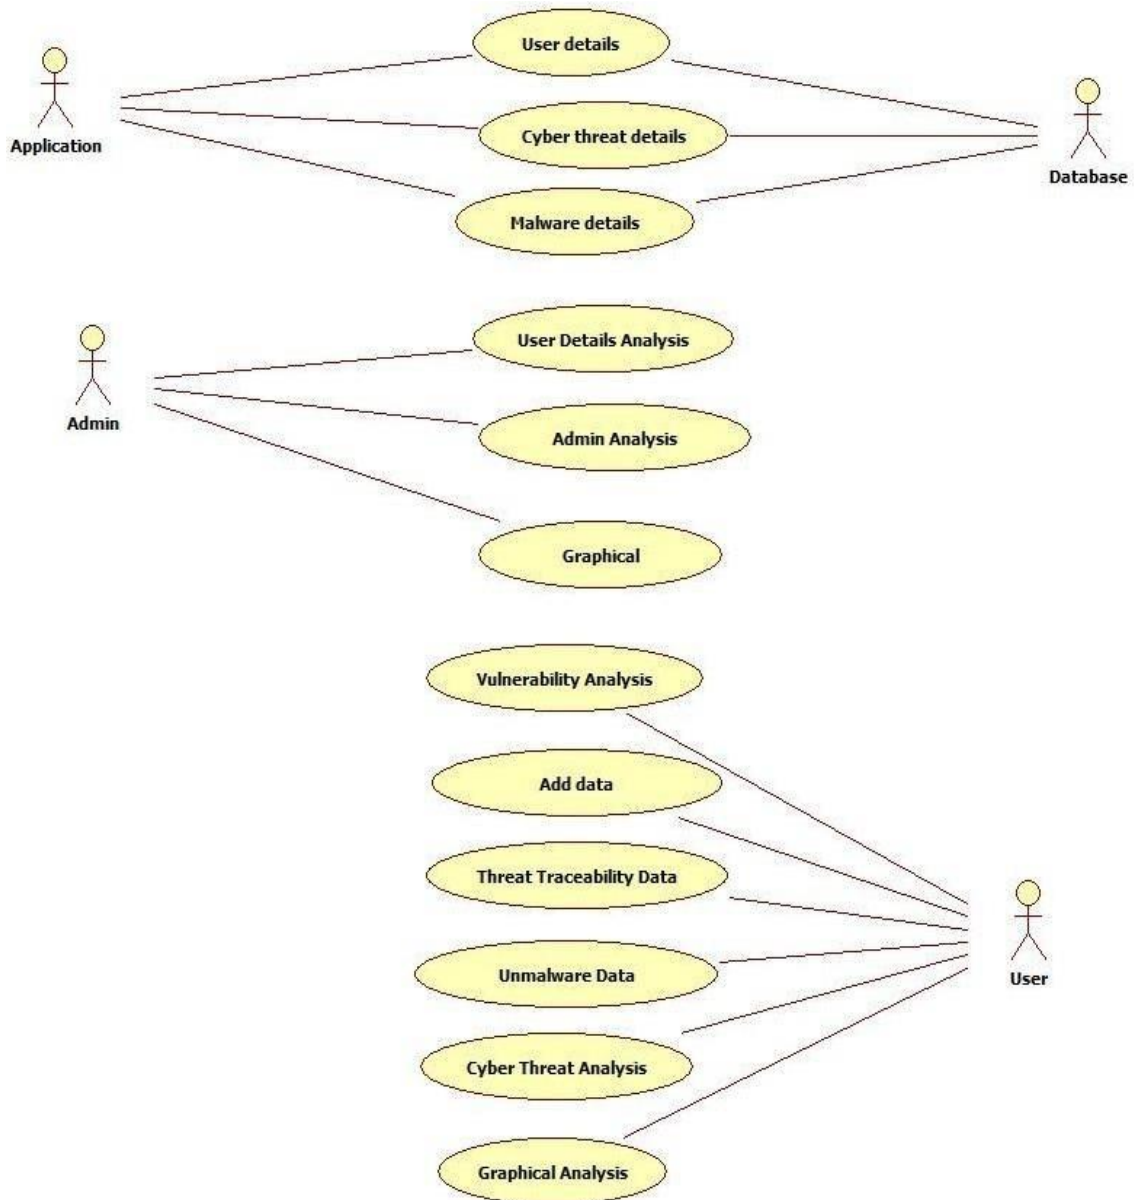 User details
Application
Cyber threat details
Database
Malware details
User Details Analysis
Admin
Admin Analysis
Graphical
Vulnerability Analysis
Add data
Threat Traceability Data
Unmalware Data
User
Cyber Threat Analysis
Graphical Analysis